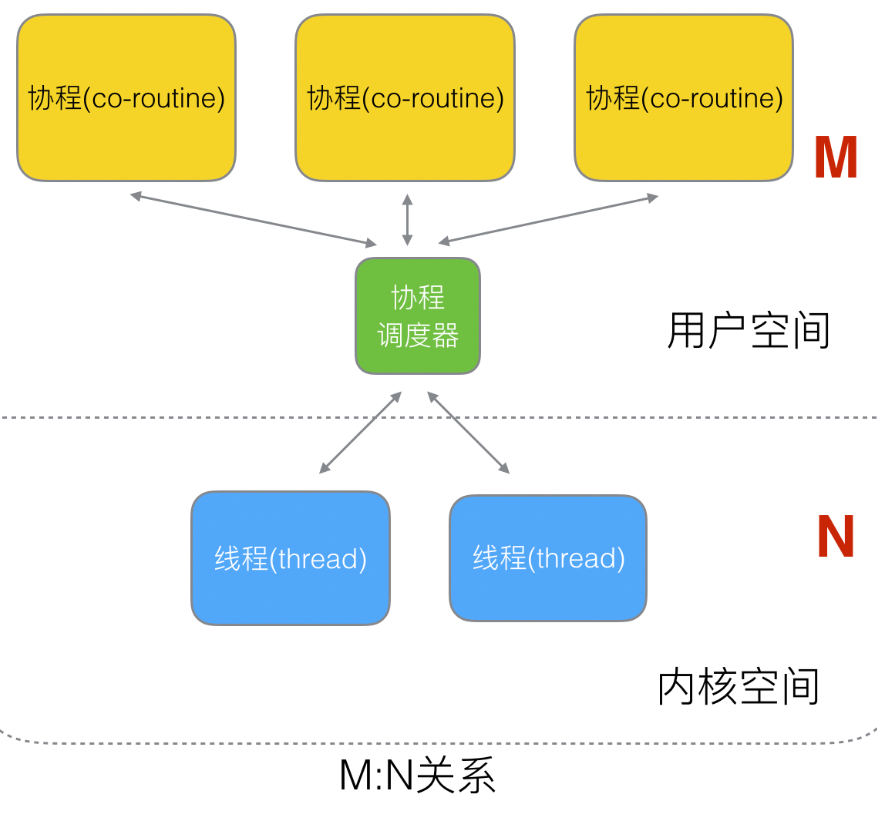 协程(co-routine)
协程(co-routine)
协程(co-routine)
M
协程
调度器
用户空间
线程(thread)
线程(thread)
N
内核空间
M:N关系